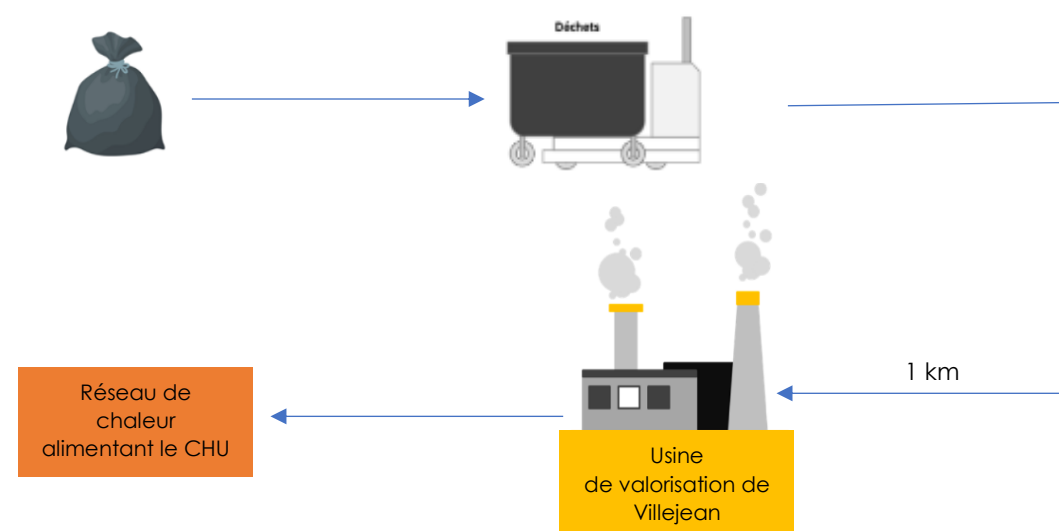 Déchets
1 km
Réseau de
chaleur
alimentant le CHU
Usine
de valorisation de
Villejean